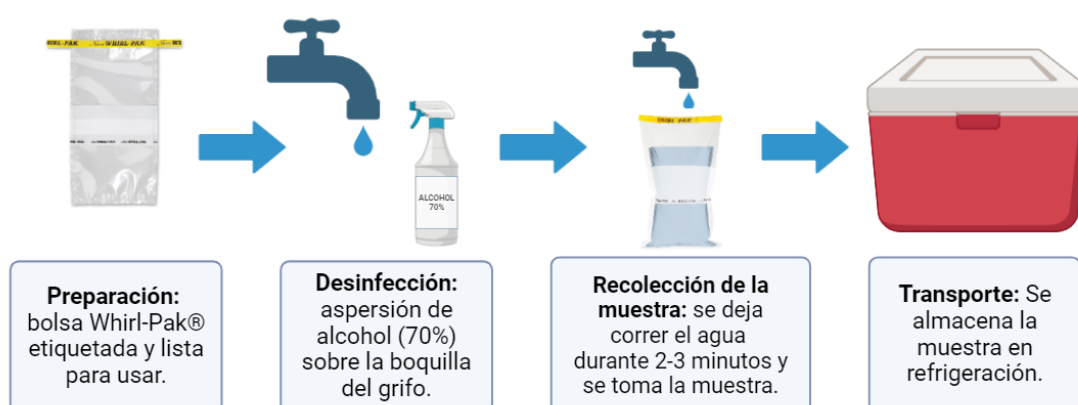 WHIRL-PAK
WHIRL-PAK
ALCOHOL
70%
WHIRL-PAK
Preparación:
bolsa Whirl-Pak®
etiquetada y lista
para usar.
Desinfección:
aspersión de
alcohol (70%)
sobre la boquilla
del grifo.
Recolección de la
muestra: se deja
correr el agua
durante 2-3 minutos y
se toma la muestra.
Transporte: Se
almacena la
muestra en
refrigeración.